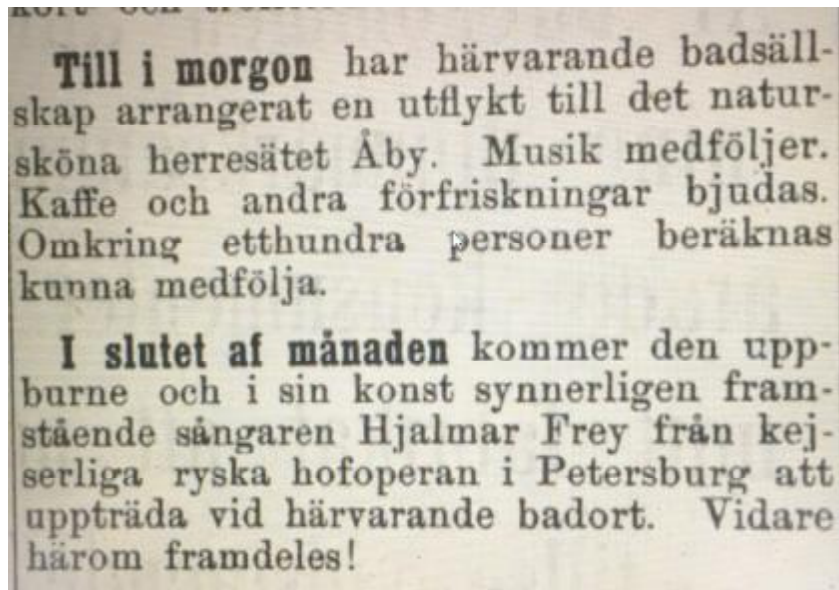 Till i morgon har härvarande badsäll-
skap arrangerat en utflykt till det natur-
sköna herresätet Åby. Musik medföljer.
Kaffe och andra förfriskningar bjudas.
Omkring etthundra personer beräknas
kunna medfölja.
I slutet af månaden kommer den upp-
burne och i sin konst synnerligen fram-
stående sångaren Hjalmar Frey från kej-
serliga ryska hofoperan i Petersburg att
uppträda vid härvarande badort. Vidare
härom framdeles!